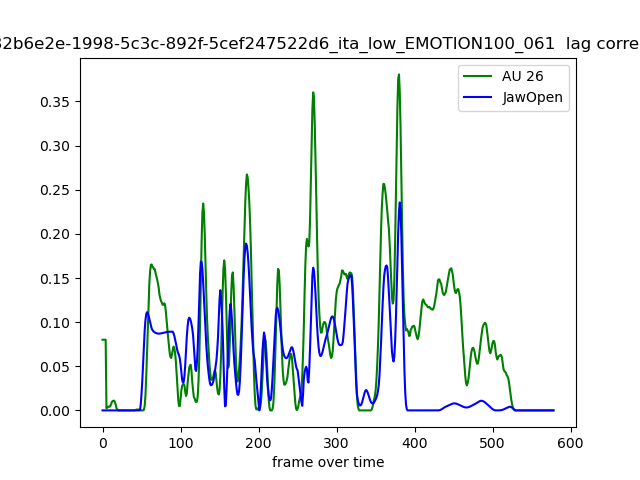 32b6e2e-1998-5c3c-892f-5cef247522d6_ita_low_EMOTION100_061 lag corre
AU 26
JawOpen
0.35
0.30
0.25
0.20
0.15
0.10
0.05
0.00
0 100 200 300 400 500 600
frame over time